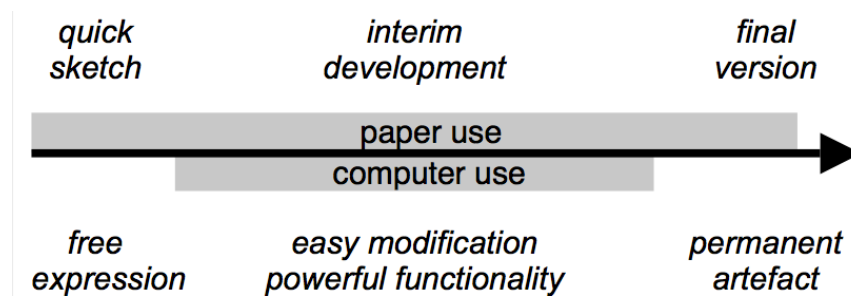 quick
sketch
interim
development
final
version
paper use
computer use
free
expression
easy modification
powerful functionality
permanent
artefact